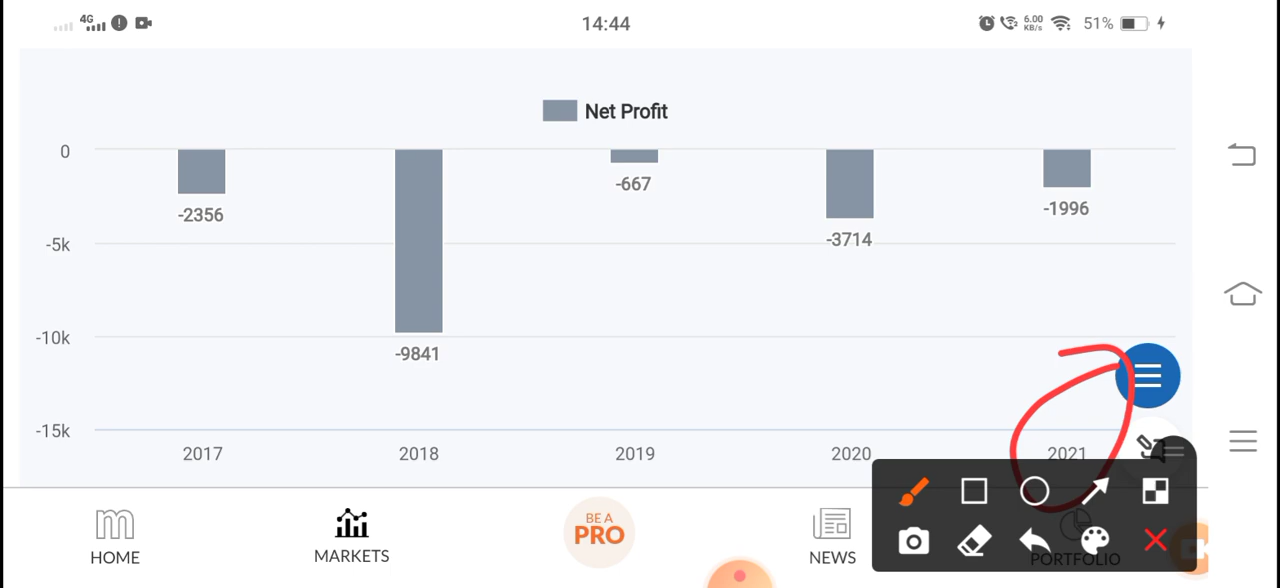 4G 14:44 6.00 KB/s 51%
Net Profit
0
-5k
-10k
-15k
-2356
-9841
-667
-3714
-1996
2017 2018 2019 2020 2021
HOME
MARKETS
BE A
PRO
NEWS
PORTFOLIO